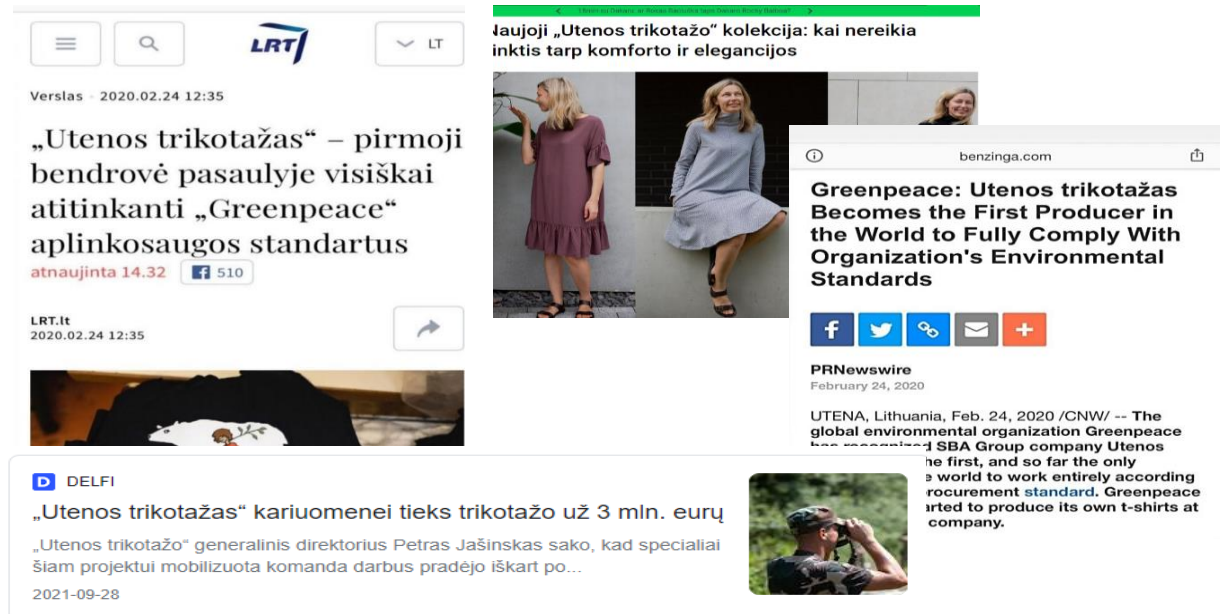 LRT
LT
Verslas - 2020.02.24 12:35
„Utenos trikotažas“ – pirmoji
bendrovė pasaulyje visiškai
atitinkanti „Greenpeace“
aplinkosaugos standartus
atnaujinta 14.32
510
LRT.lt
2020.02.24 12:35
Naujoji „Utenos trikotažo“ kolekcija: kai nereikia
inktis tarp komforto ir elegancijos
benzinga.com
Greenpeace: Utenos trikotažas
Becomes the First Producer in
the World to Fully Comply With
Organization's Environmental
Standards
PRNewswire
February 24, 2020
UTENA, Lithuania, Feb. 24, 2020 /CNW/ -- The
global environmental organization Greenpeace
has recognized SBA Group company Utenos
he first, and so far the only
e world to work entirely according
rocurement standard. Greenpeace
arted to produce its own t-shirts at
company.
DELFI
„Utenos trikotažas“ kariuomenei tieks trikotažo už 3 mln. eurų
„Utenos trikotažo“ generalinis direktorius Petras Jašinskas sako, kad specialiai
šiam projektui mobilizuota komanda darbus pradėjo iškart po...
2021-09-28